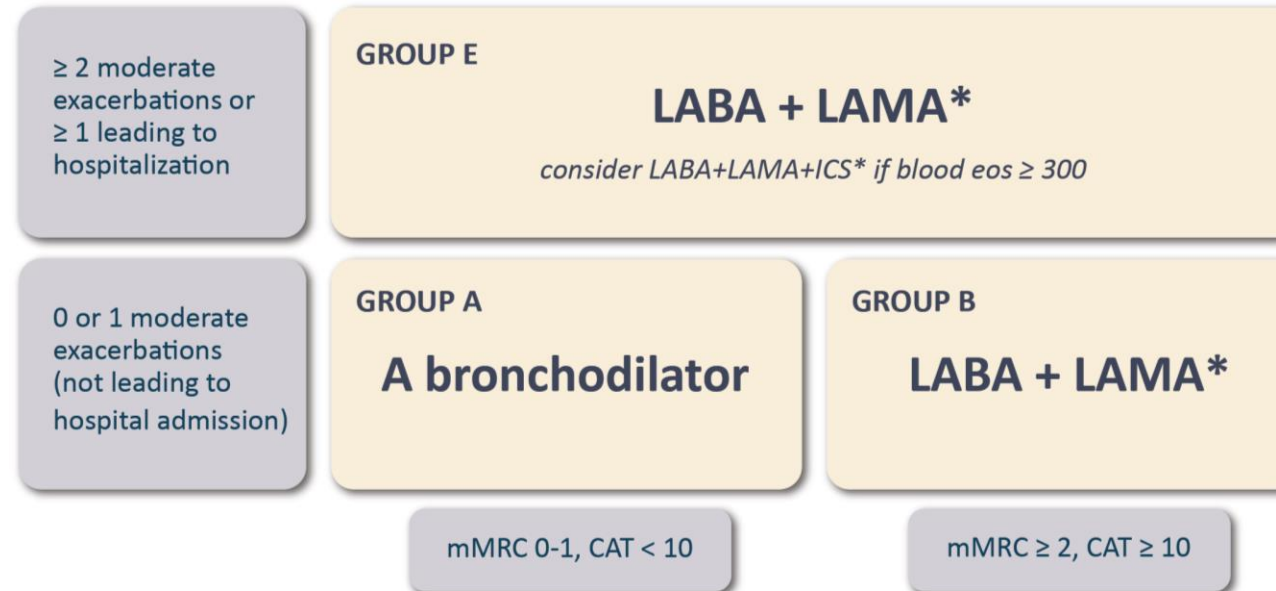 ≥ 2 moderate
exacerbations or
≥ 1 leading to
hospitalization
GROUP E
LABA + LAMA*
consider LABA+LAMA+ICS* if blood eos ≥ 300
0 or 1 moderate
exacerbations
(not leading to
hospital admission)
GROUP A
A bronchodilator
GROUP B
LABA + LAMA*
mMRC 0-1, CAT < 10
mMRC ≥ 2, CAT ≥ 10